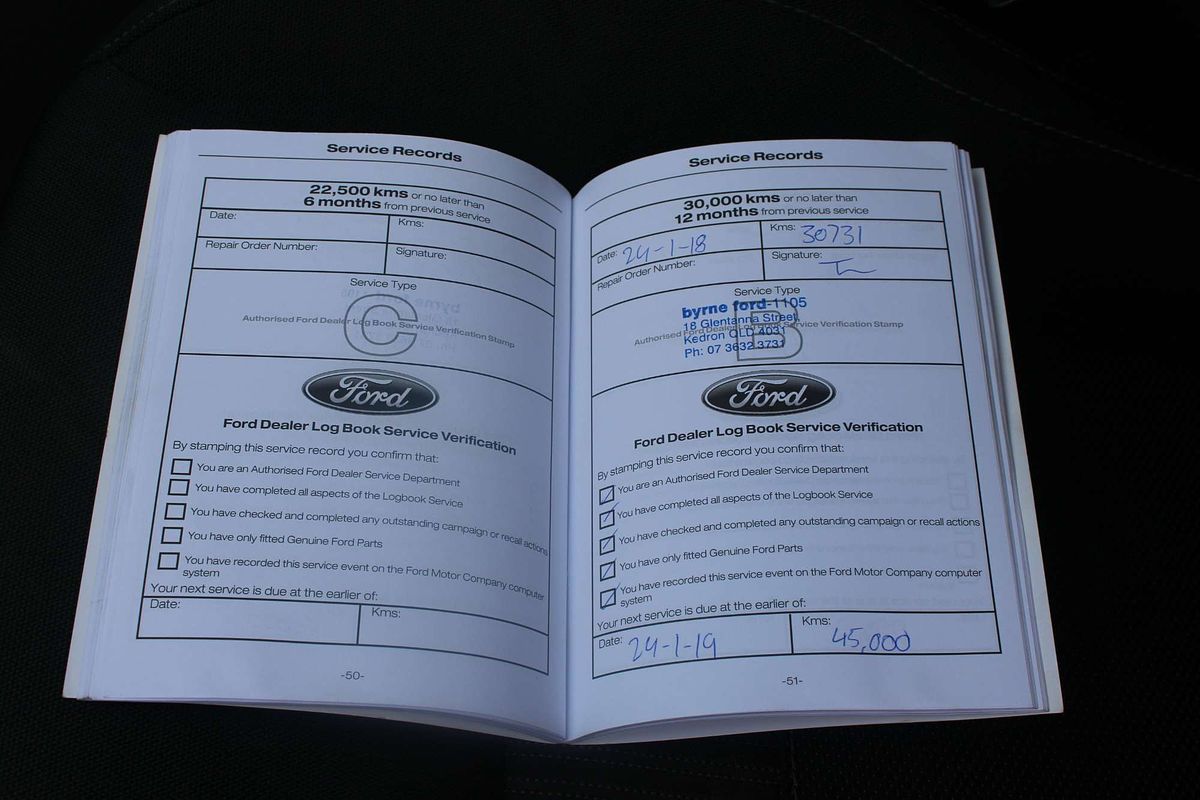 Service Records
22,500 kms or no later than
6 months from previous service
Date:
Kms:
Repair Order Number:
Signature:
Service Type
C
Authorised Ford Dealer Log Book Service Verification Stamp
Ford
Ford Dealer Log Book Service Verification
By stamping this service record you confirm that:
You are an Authorised Ford Dealer Service Department
You have completed all aspects of the Logbook Service
You have checked and completed any outstanding campaign or recall actions
You have only fitted Genuine Ford Parts
You have recorded this service event on the Ford Motor Company computer
system
Your next service is due at the earlier of:
Date:
Kms:
-50-
Service Records
30,000 kms or no later than
12 months from previous service
Date: 24-1-18
Kms: 30731
Repair Order Number:
Signature:
Service Type
B
byrne ford-1105
18 Glentanna Street,
Kedron QLD 4031
Ph: 07 3632 3731
Authorised Ford Dealer Log Book Service Verification Stamp
Ford
Ford Dealer Log Book Service Verification
By stamping this service record you confirm that:
You are an Authorised Ford Dealer Service Department
You have completed all aspects of the Logbook Service
You have checked and completed any outstanding campaign or recall actions
You have only fitted Genuine Ford Parts
You have recorded this service event on the Ford Motor Company computer
system
Your next service is due at the earlier of:
Date: 24-1-19
Kms: 45,000
-51-